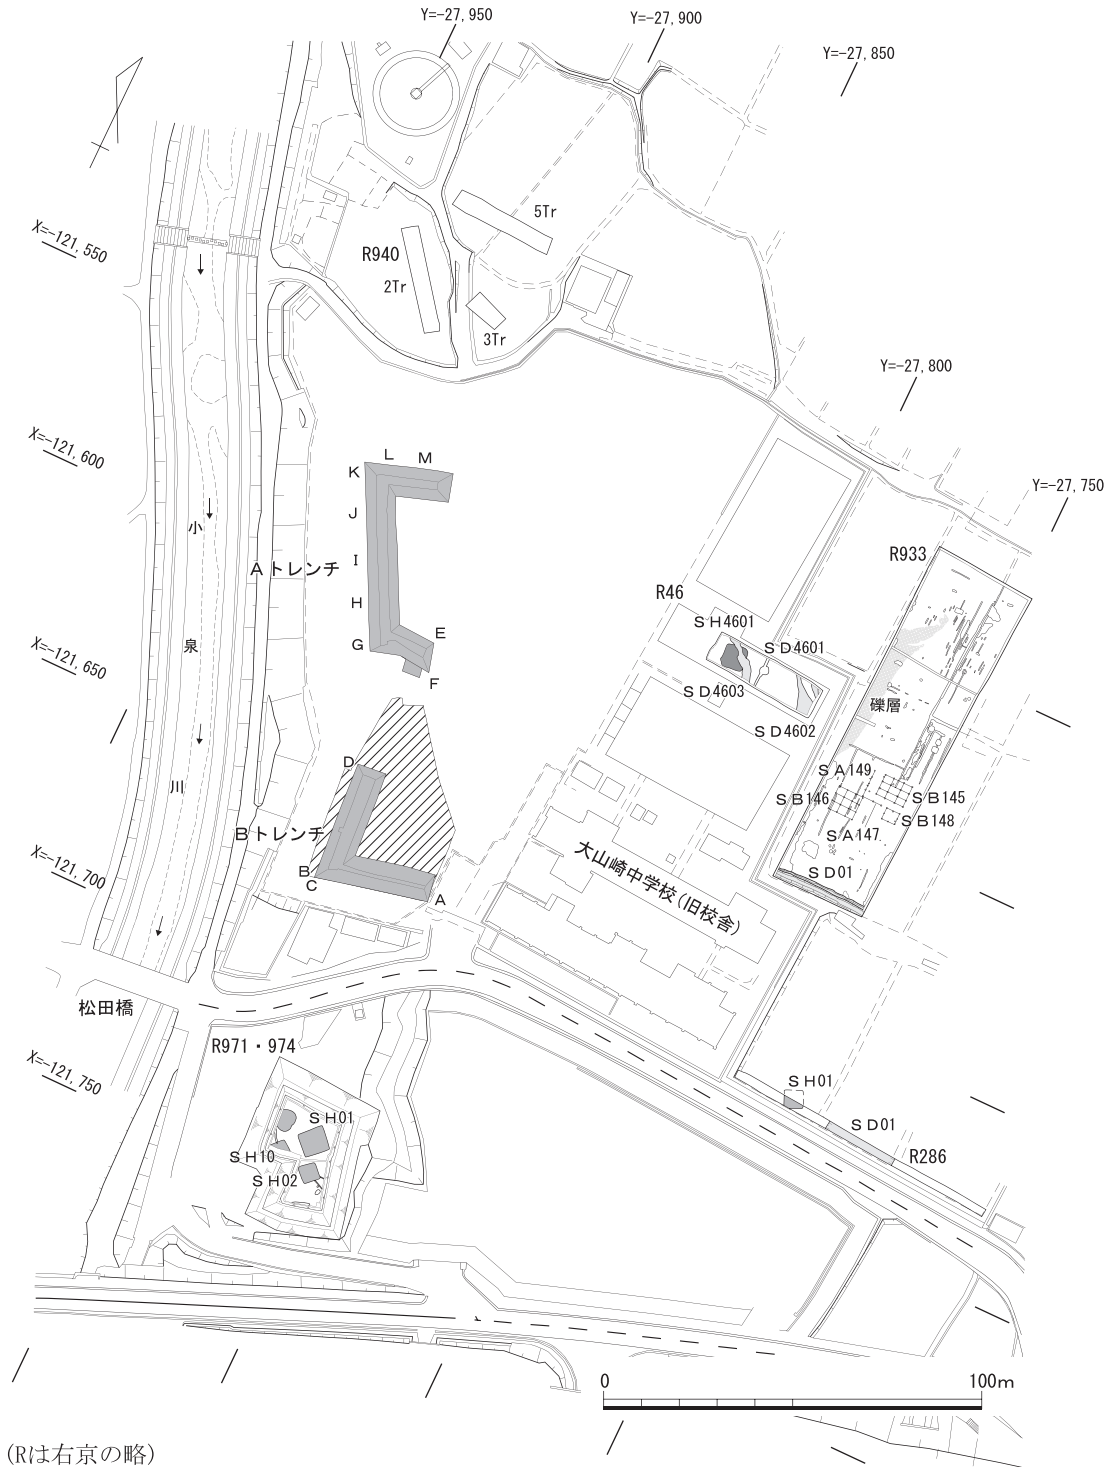 Y=-27,950
Y=-27,900
Y=-27,850
5Tr
X=-121,550
R940
2Tr
3Tr
Y=-27,800
X=-121,600
L
M
K
Y=-27,750
J
小
R933
I
Aトレンチ
R46
H
SH4601
E
G
SD4601
泉
X=-121,650
F
SD4603
礫層
SD4602
D
SA149
川
SB146
SB145
SB148
Bトレンチ
SA147
大山崎中学校(旧校舎)
X=-121,700
B
C
SD01
A
松田橋
R971・974
X=-121,750
SH01
SH01
SD01
SH10
R286
SH02
0
100m
(Rは右京の略)